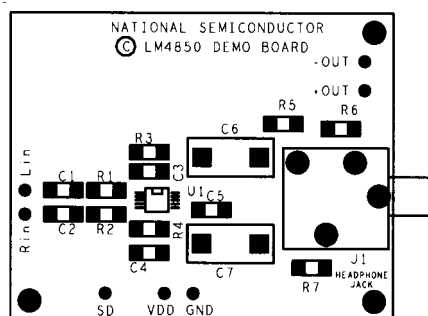 NATIONAL SEMICONDUCTOR
© LM4850 DEMO BOARD
-OUT
+OUT
R5
R6
C6
R3
C3
Lin
C1
R1
U1
C5
Rin
C2
R2
R4
C4
C7
J1
HEADPHONE
JACK
R7
SD
VDD
GND